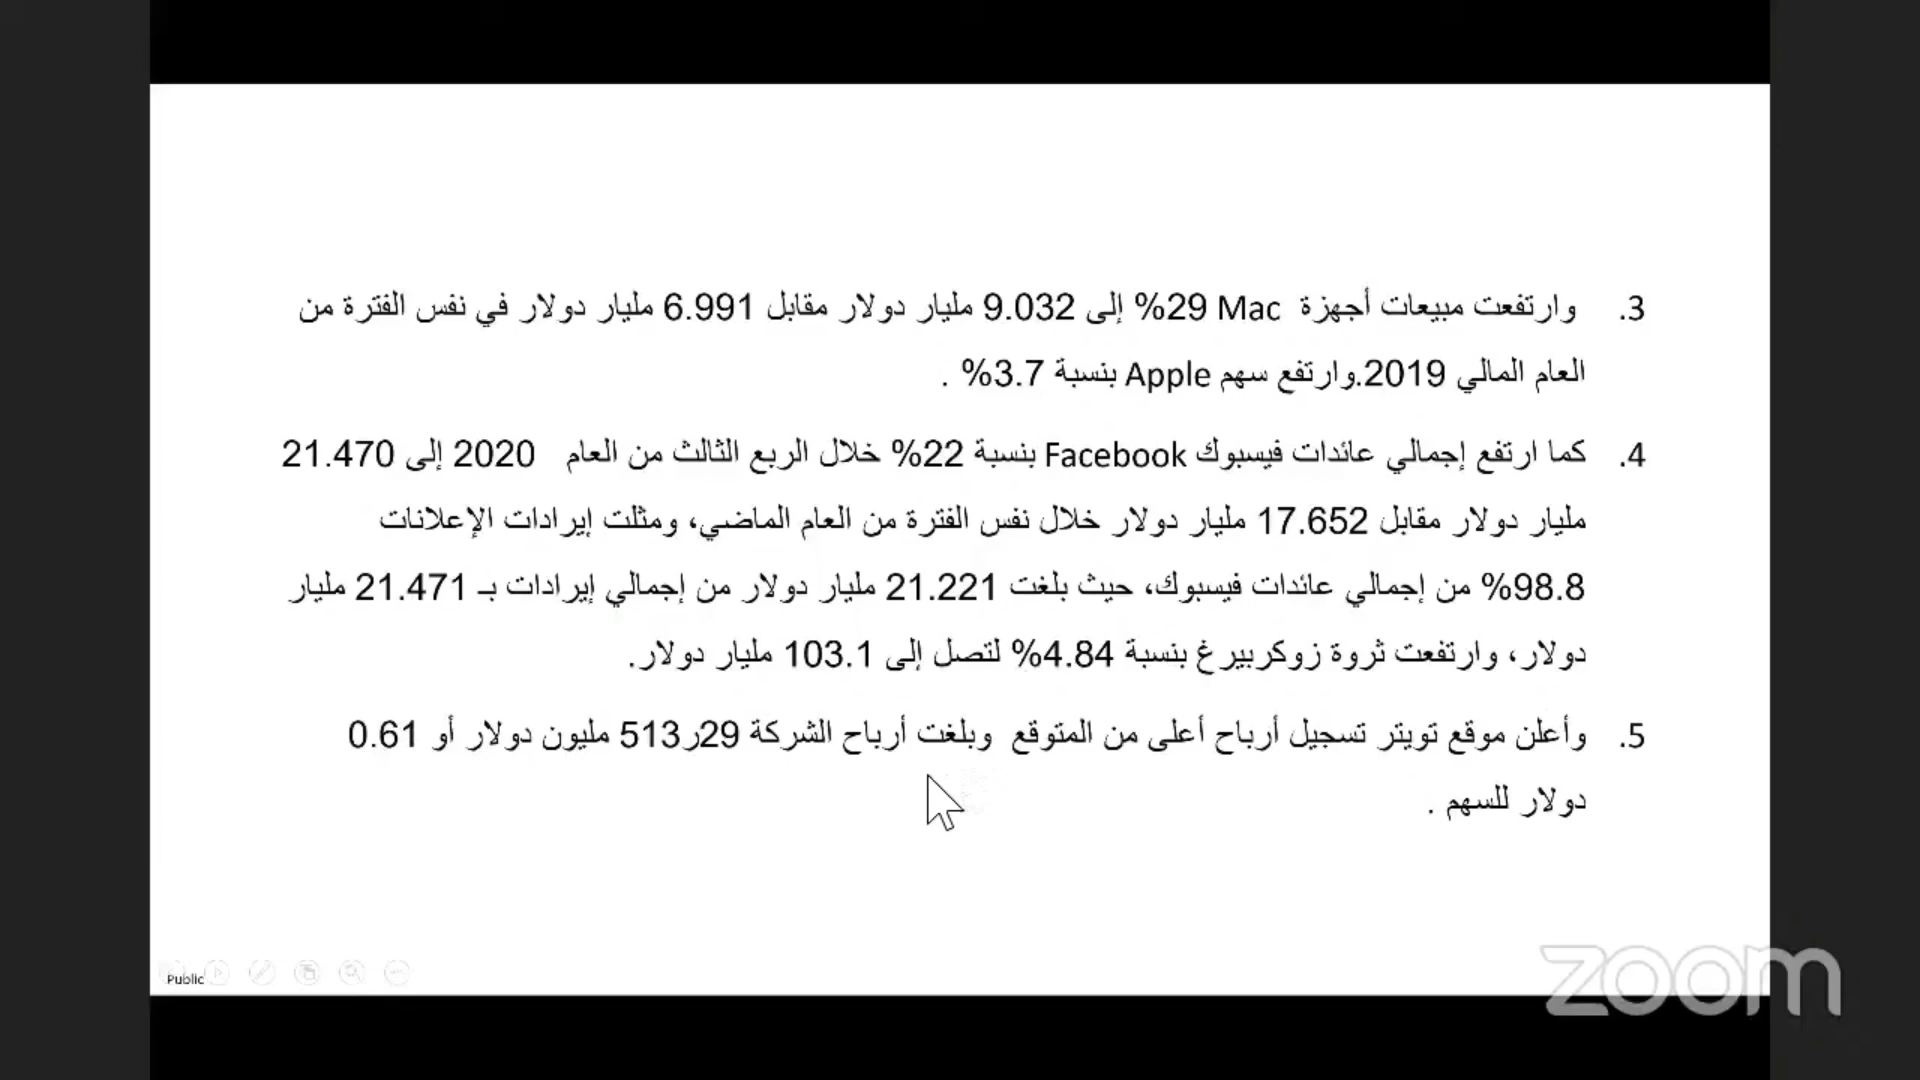 3. وارتفعت مبيعات أجهزة Mac 29% إلى 9.032 مليار دولار مقابل 6.991 مليار دولار في نفس الفترة من
العام المالي 2019.وارتفع سهم Apple بنسبة 3.7% .
4. كما ارتفع إجمالي عائدات فيسبوك Facebook بنسبة 22% خلال الربع الثالث من العام 2020 إلى 21.470
مليار دولار مقابل 17.652 مليار دولار خلال نفس الفترة من العام الماضي، ومثلت إيرادات الإعلانات
98.8% من إجمالي عائدات فيسبوك، حيث بلغت 21.221 مليار دولار من إجمالي إيرادات بـ 21.471 مليار
دولار، وارتفعت ثروة زوكربيرغ بنسبة 4.84% لتصل إلى 103.1 مليار دولار.
5. وأعلن موقع تويتر تسجيل أرباح أعلى من المتوقع وبلغت أرباح الشركة 29ر513 مليون دولار أو 0.61
دولار للسهم .
Public
zoom